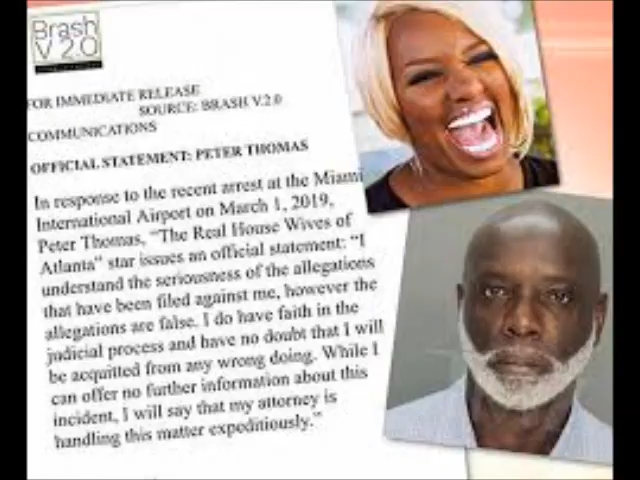 Brash
V 2.0
FOR IMMEDIATE RELEASE
SOURCE: BRASH V.2.0
COMMUNICATIONS
OFFICIAL STATEMENT: PETER THOMAS
In response to the recent arrest at the Miami
International Airport on March 1, 2019,
Peter Thomas, “The Real House Wives of
Atlanta” star issues an official statement: “I
understand the seriousness of the allegations
that have been filed against me, however the
allegations are false. I do have faith in the
judicial process and have no doubt that I will
be acquitted from any wrong doing. While I
can offer no further information about this
incident, I will say that my attorney is
handling this matter expeditiously.”